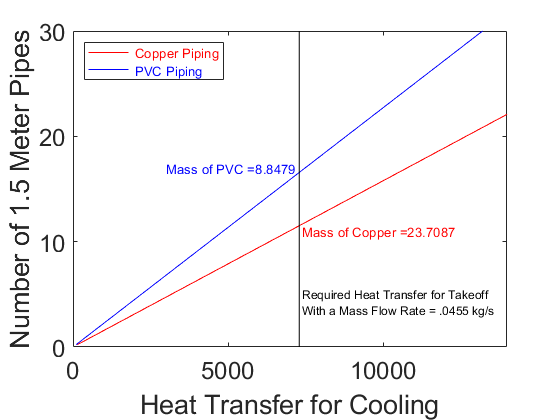 Number of 1.5 Meter Pipes
30
20
10
0
Copper Piping
PVC Piping
Mass of PVC =8.8479
Mass of Copper =23.7087
Required Heat Transfer for Takeoff
With a Mass Flow Rate = .0455 kg/s
0
5000
10000
Heat Transfer for Cooling